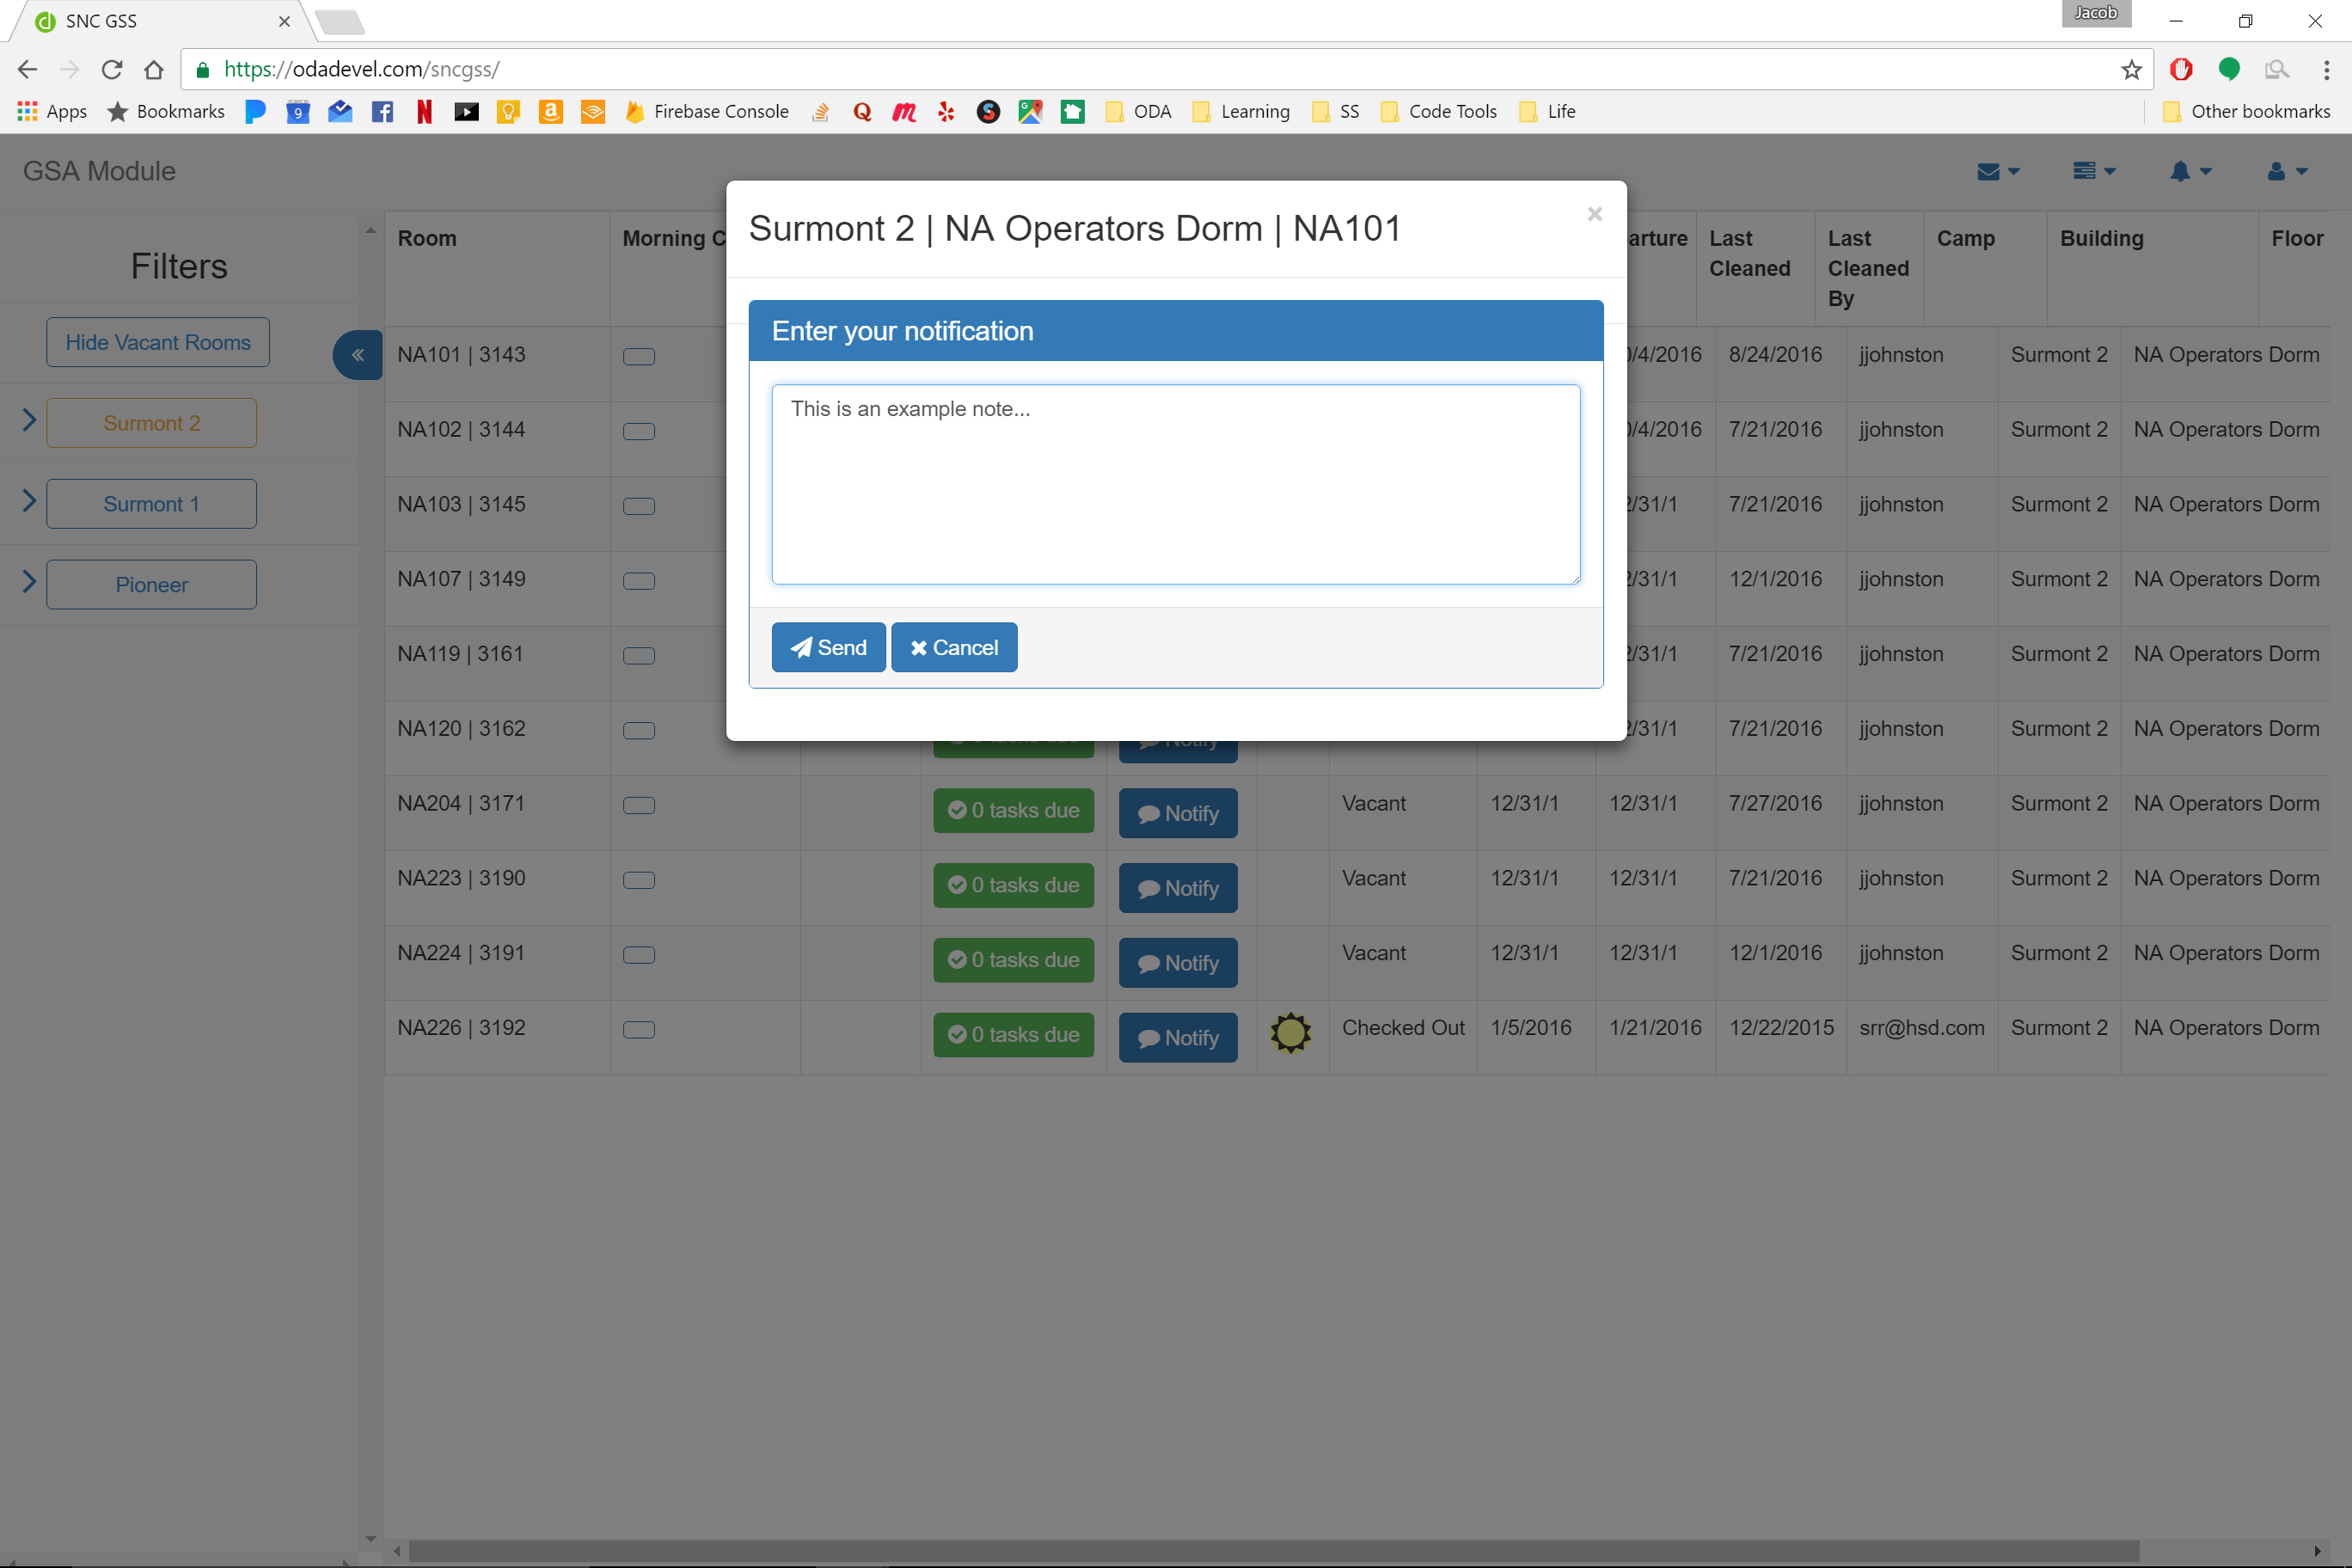 SNC GSS
Jacob
https://odadevel.com/sncgss/
Apps Bookmarks 9 Firebase Console ODA Learning SS Code Tools Life Other bookmarks
GSA Module
Filters
Hide Vacant Rooms
Surmont 2
Surmont 1
Pioneer
Surmont 2 | NA Operators Dorm | NA101
Enter your notification
This is an example note...
Send Cancel
Room Morning C arture Last Cleaned Last Cleaned By Camp Building Floor
NA101 | 3143 /4/2016 8/24/2016 jjohnston Surmont 2 NA Operators Dorm
NA102 | 3144 /4/2016 7/21/2016 jjohnston Surmont 2 NA Operators Dorm
NA103 | 3145 /31/1 7/21/2016 jjohnston Surmont 2 NA Operators Dorm
NA107 | 3149 /31/1 12/1/2016 jjohnston Surmont 2 NA Operators Dorm
NA119 | 3161 /31/1 7/21/2016 jjohnston Surmont 2 NA Operators Dorm
NA120 | 3162 /31/1 7/21/2016 jjohnston Surmont 2 NA Operators Dorm
NA204 | 3171 0 tasks due Notify Vacant 12/31/1 12/31/1 7/27/2016 jjohnston Surmont 2 NA Operators Dorm
NA223 | 3190 0 tasks due Notify Vacant 12/31/1 12/31/1 7/21/2016 jjohnston Surmont 2 NA Operators Dorm
NA224 | 3191 0 tasks due Notify Vacant 12/31/1 12/31/1 12/1/2016 jjohnston Surmont 2 NA Operators Dorm
NA226 | 3192 0 tasks due Notify Checked Out 1/5/2016 1/21/2016 12/22/2015 srr@hsd.com Surmont 2 NA Operators Dorm